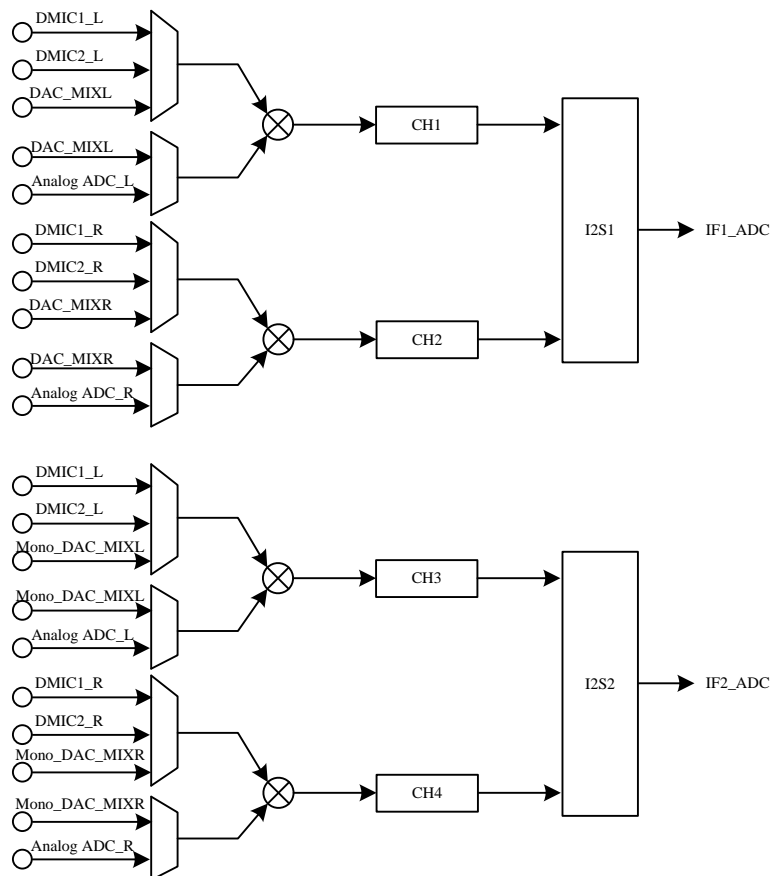 DMIC1_L
DMIC2_L
DAC_MIXL
CH1
DAC_MIXL
Analog ADC_L
DMIC1_R
I2S1
IF1_ADC
DMIC2_R
DAC_MIXR
CH2
DAC_MIXR
Analog ADC_R
DMIC1_L
DMIC2_L
Mono_DAC_MIXL
CH3
Mono_DAC_MIXL
Analog ADC_L
DMIC1_R
I2S2
IF2_ADC
DMIC2_R
Mono_DAC_MIXR
CH4
Mono_DAC_MIXR
Analog ADC_R